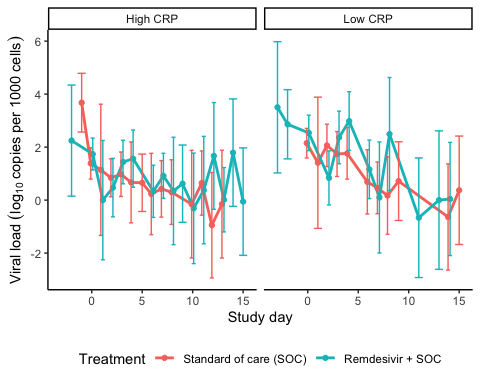 High CRP
Low CRP
Viral load (log10 copies per 1000 cells)
6
4
2
0
-2
0
5
10
15
0
5
10
15
Study day
Treatment
Standard of care (SOC)
Remdesivir + SOC